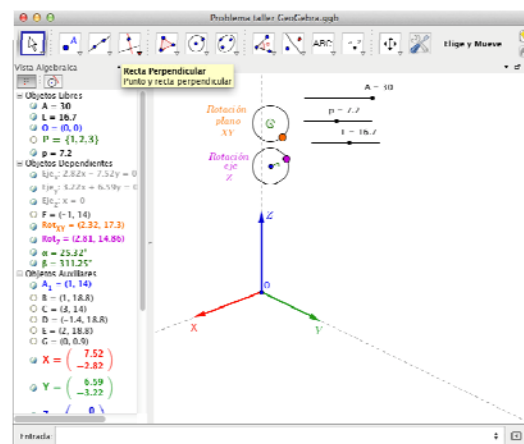 Problema taller GeoGebra.ggb
ABC
Elige y Mueve
Vista Algebraica
Recta Perpendicular
Punto y recta perpendicular
Objetos Libres
A = 30
L = 16.7
O = (0, 0)
P = {1,2,3}
p = 7.2
Objetos Dependientes
Eje_x: 2.82x - 7.52y = 0
Eje_y: 3.22x + 6.59y = 0
Eje_z: x = 0
F = (-1, 14)
Rot_XY = (2.32, 17.3)
Rot_Z = (2.81, 14.86)
α = 25.32°
β = 311.25°
Objetos Auxiliares
A_1 = (1, 14)
B = (1, 18.8)
C = (3, 14)
D = (-1.4, 18.8)
E = (2, 18.8)
G = (0, 0.9)
X = ( 7.52
-2.82 )
Y = ( 6.59
-3.22 )
A = 30
p = 7.2
L = 16.7
Rotación
plano
XY
Rotación
eje
Z
Z
O
X
Y
Entrada: